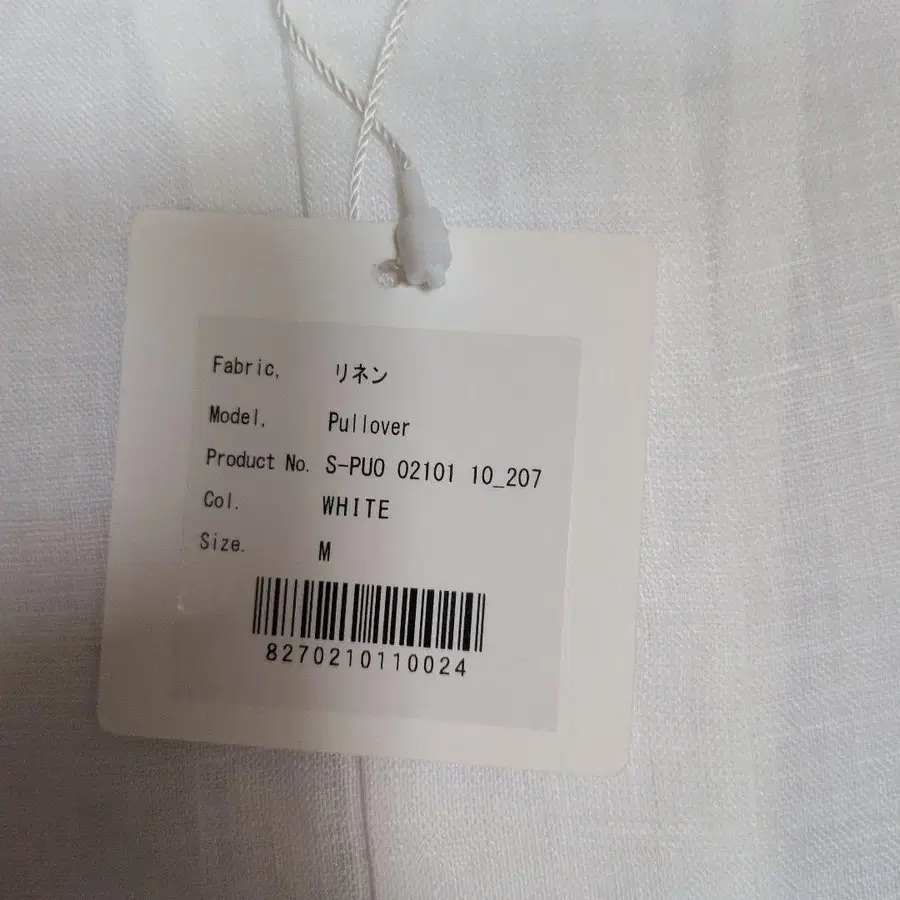 Fabric. リネン
Model. Pullover
Product No. S-PUO 02101 10_207
Col. WHITE
Size. M
8270210110024